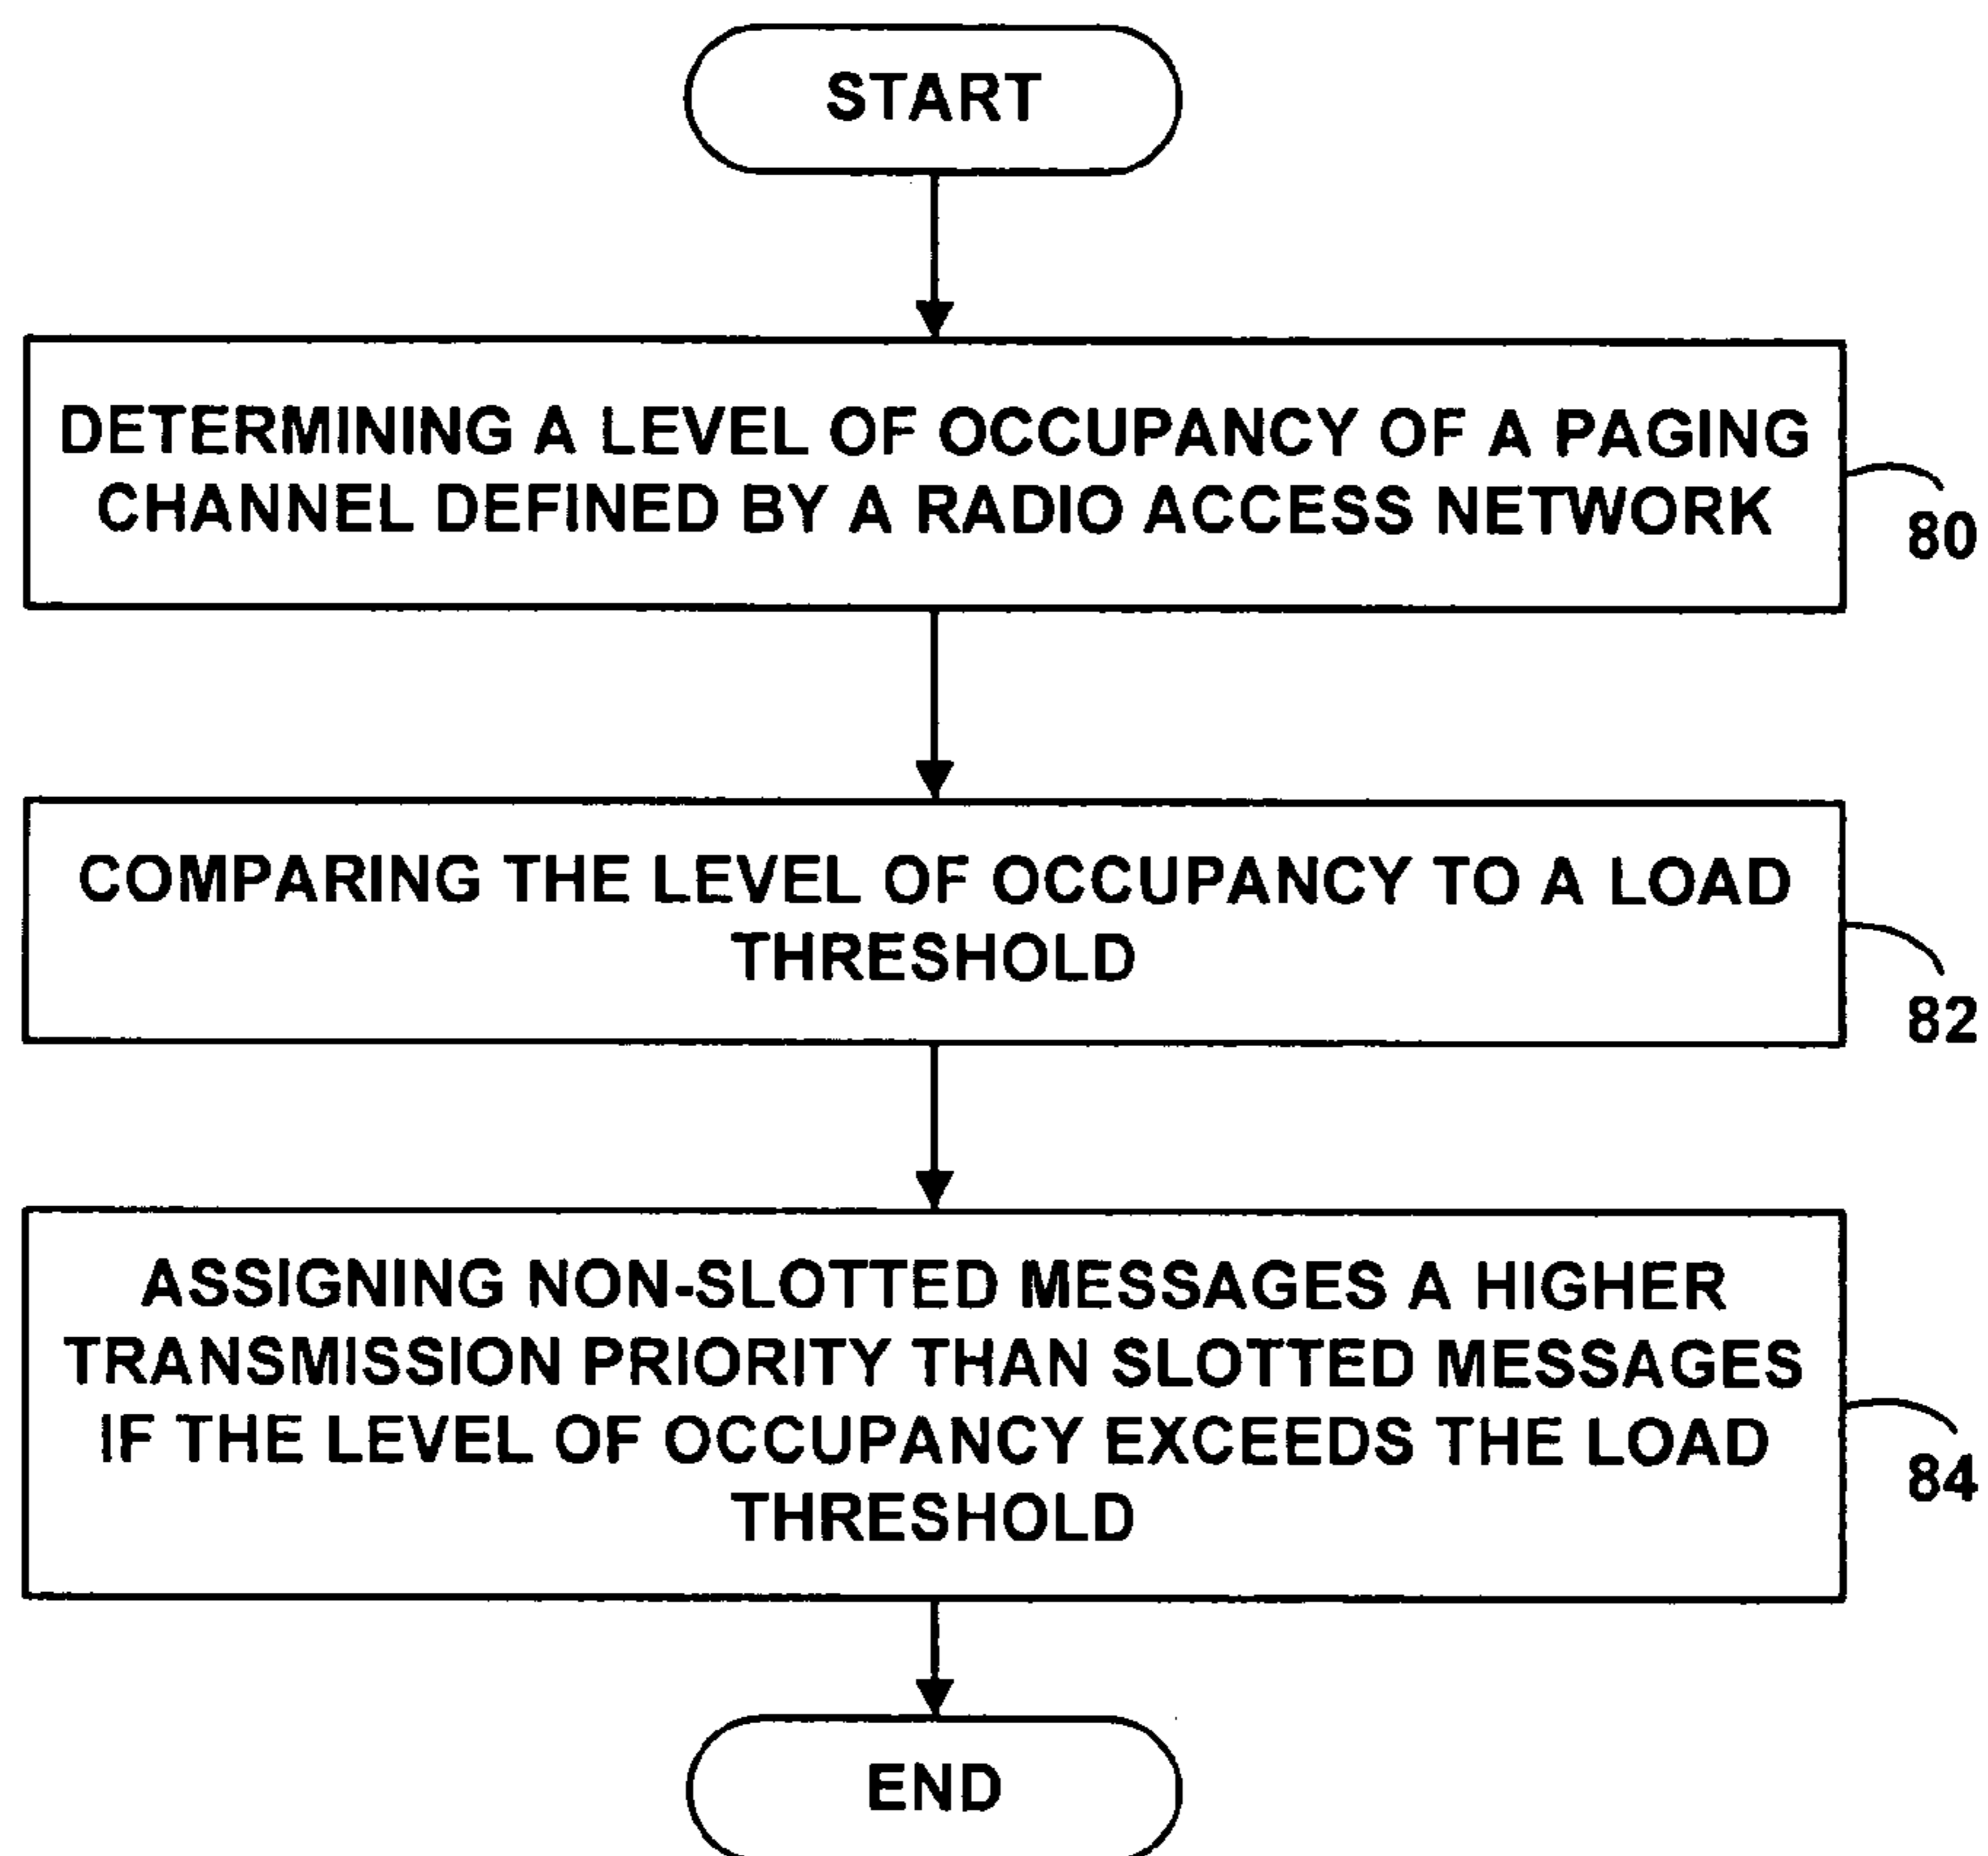 START
DETERMINING A LEVEL OF OCCUPANCY OF A PAGING
CHANNEL DEFINED BY A RADIO ACCESS NETWORK
80
COMPARING THE LEVEL OF OCCUPANCY TO A LOAD
THRESHOLD
82
ASSIGNING NON-SLOTTED MESSAGES A HIGHER
TRANSMISSION PRIORITY THAN SLOTTED MESSAGES
IF THE LEVEL OF OCCUPANCY EXCEEDS THE LOAD
THRESHOLD
84
END